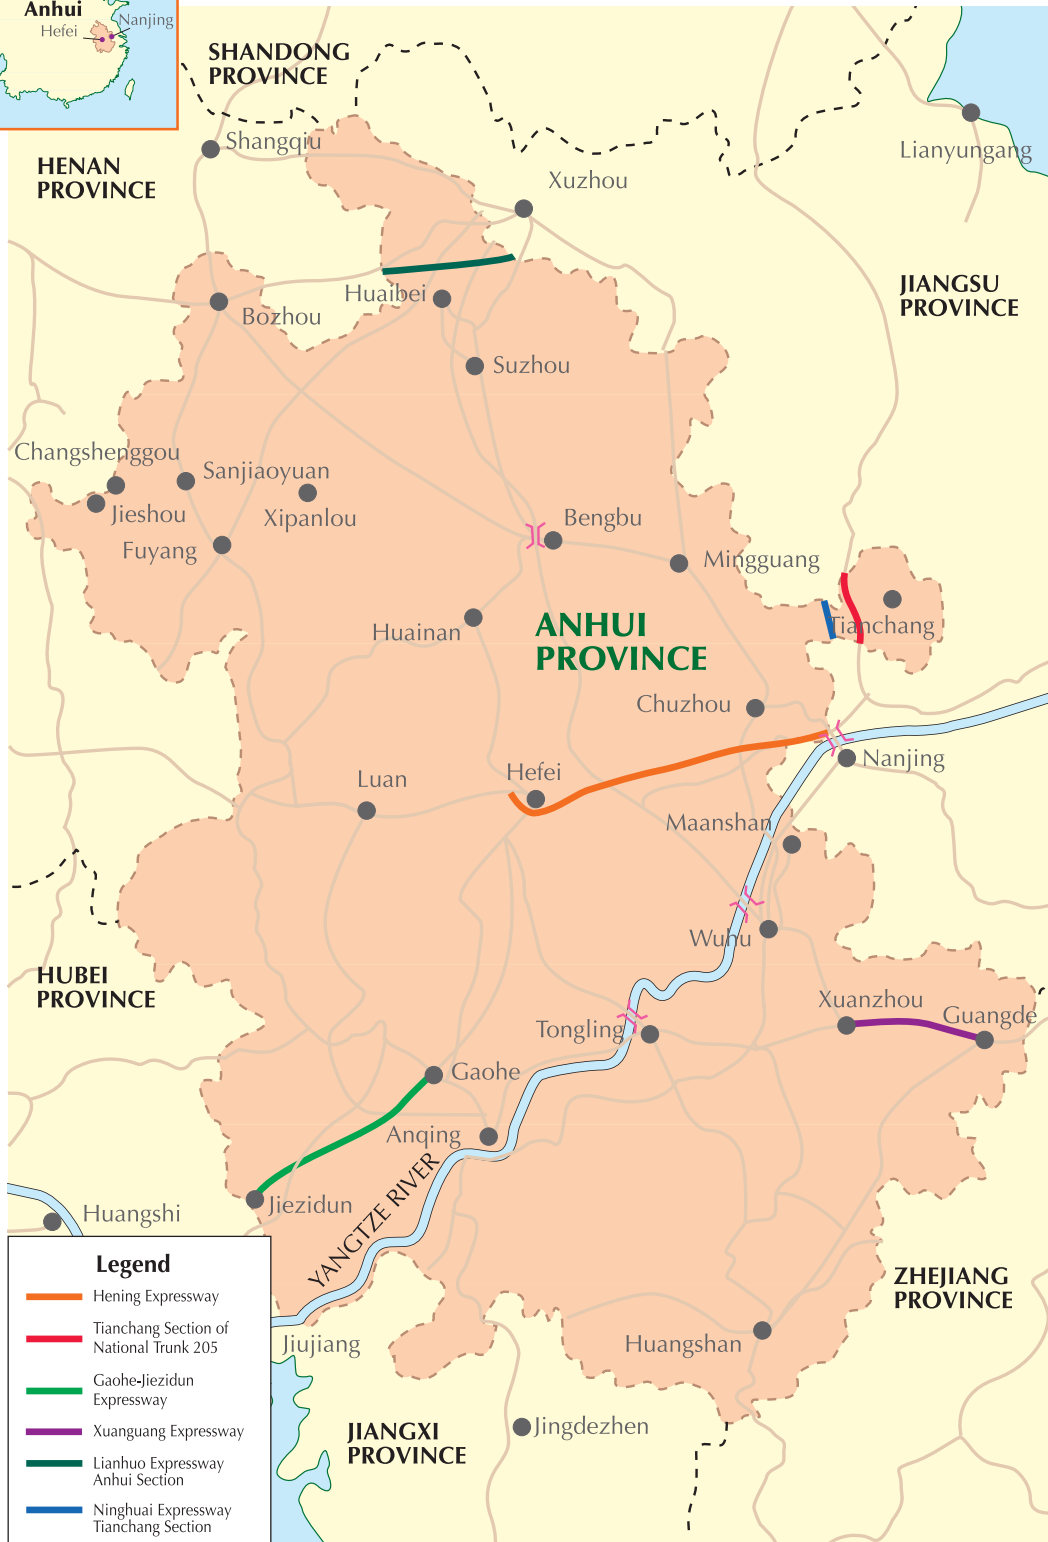 Anhui
Nanjing
Hefei
SHANDONG
PROVINCE
Shangqiu
Lianyungang
HENAN
PROVINCE
Xuzhou
JIANGSU
PROVINCE
Huaibei
Bozhou
Suzhou
Changshenggou
Sanjiaoyuan
Jieshou
Xipanlou
Bengbu
Fuyang
Mingguang
Huainan
ANHUI
PROVINCE
Tianchang
Chuzhou
Nanjing
Hefei
Luan
Maanshan
Wuhu
HUBEI
PROVINCE
Xuanzhou
Guangde
Tongling
Gaohe
Anqing
YANGTZE RIVER
Jiezidun
Huangshi
ZHEJIANG
PROVINCE
Huangshan
Jiujiang
JIANGXI
PROVINCE
Jingdezhen
Legend
Hening Expressway
Tianchang Section of
National Trunk 205
Gaohe-Jiezidun
Expressway
Xuanguang Expressway
Lianhuo Expressway
Anhui Section
Ninghuai Expressway
Tianchang Section